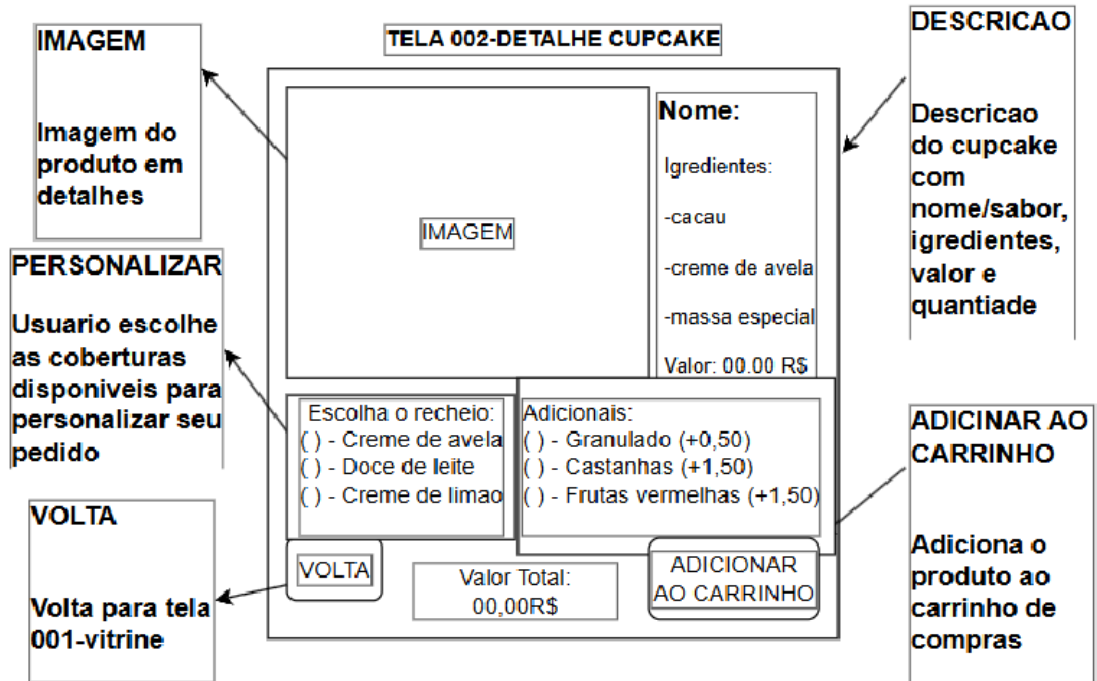 TELA 002-DETALHE CUPCAKE
IMAGEM
Imagem do
produto em
detalhes
PERSONALIZAR
Usuario escolhe
as coberturas
disponiveis para
personalizar seu
pedido
VOLTA
Volta para tela
001-vitrine
IMAGEM
Nome:
Igredientes:
-cacau
-creme de avela
-massa especial
Valor: 00.00 R$
Escolha o recheio:
( ) - Creme de avela
( ) - Doce de leite
( ) - Creme de limao
Adicionais:
( ) - Granulado (+0,50)
( ) - Castanhas (+1,50)
( ) - Frutas vermelhas (+1,50)
VOLTA
Valor Total:
00,00R$
ADICIONAR
AO CARRINHO
DESCRICAO
Descricao
do cupcake
com
nome/sabor,
igredientes,
valor e
quantiade
ADICINAR AO
CARRINHO
Adiciona o
produto ao
carrinho de
compras